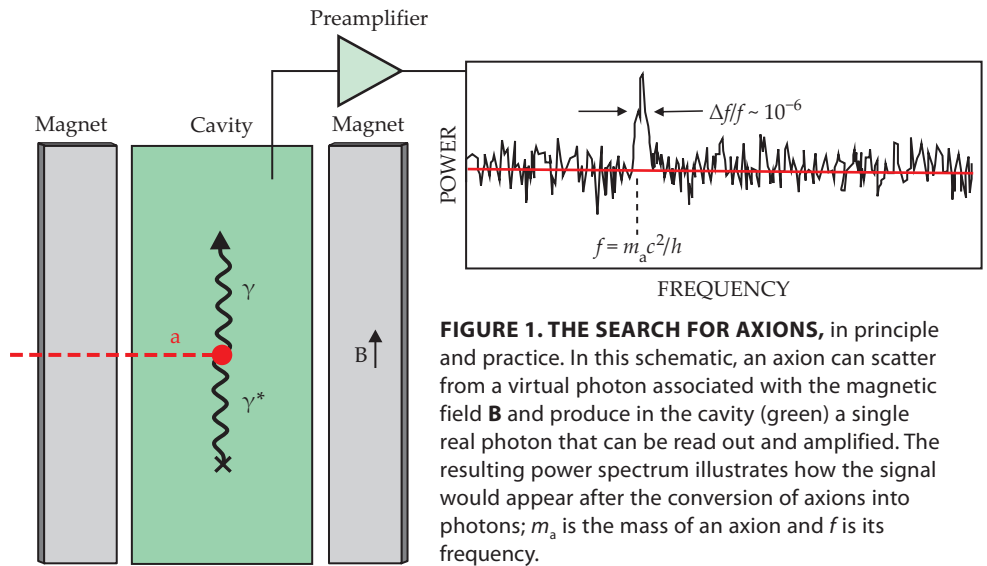 Preamplifier
Magnet
Cavity
Magnet
Δf/f ~ 10⁻⁶
POWER
f = mₐc²/h
FREQUENCY
γ
a
B
γ*
FIGURE 1. THE SEARCH FOR AXIONS, in principle
and practice. In this schematic, an axion can scatter
from a virtual photon associated with the magnetic
field B and produce in the cavity (green) a single
real photon that can be read out and amplified. The
resulting power spectrum illustrates how the signal
would appear after the conversion of axions into
photons; mₐ is the mass of an axion and f is its
frequency.